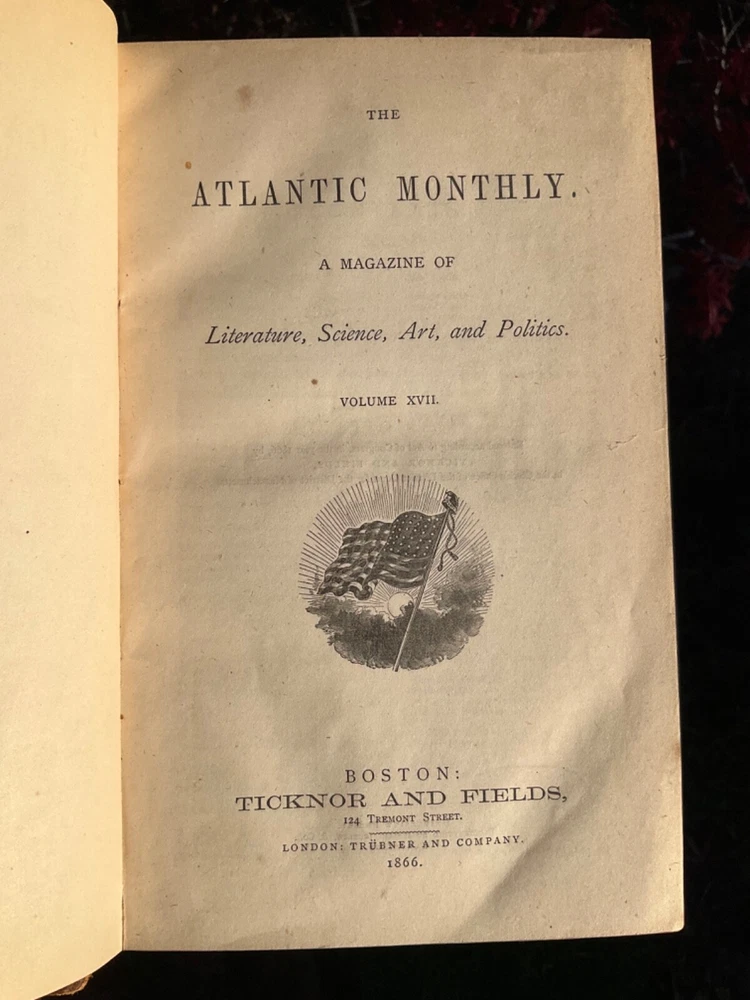 THE
ATLANTIC MONTHLY.
A MAGAZINE OF
Literature, Science, Art, and Politics.
VOLUME XVII.
BOSTON:
TICKNOR AND FIELDS,
124 TREMONT STREET.
LONDON: TRÜBNER AND COMPANY.
1866.